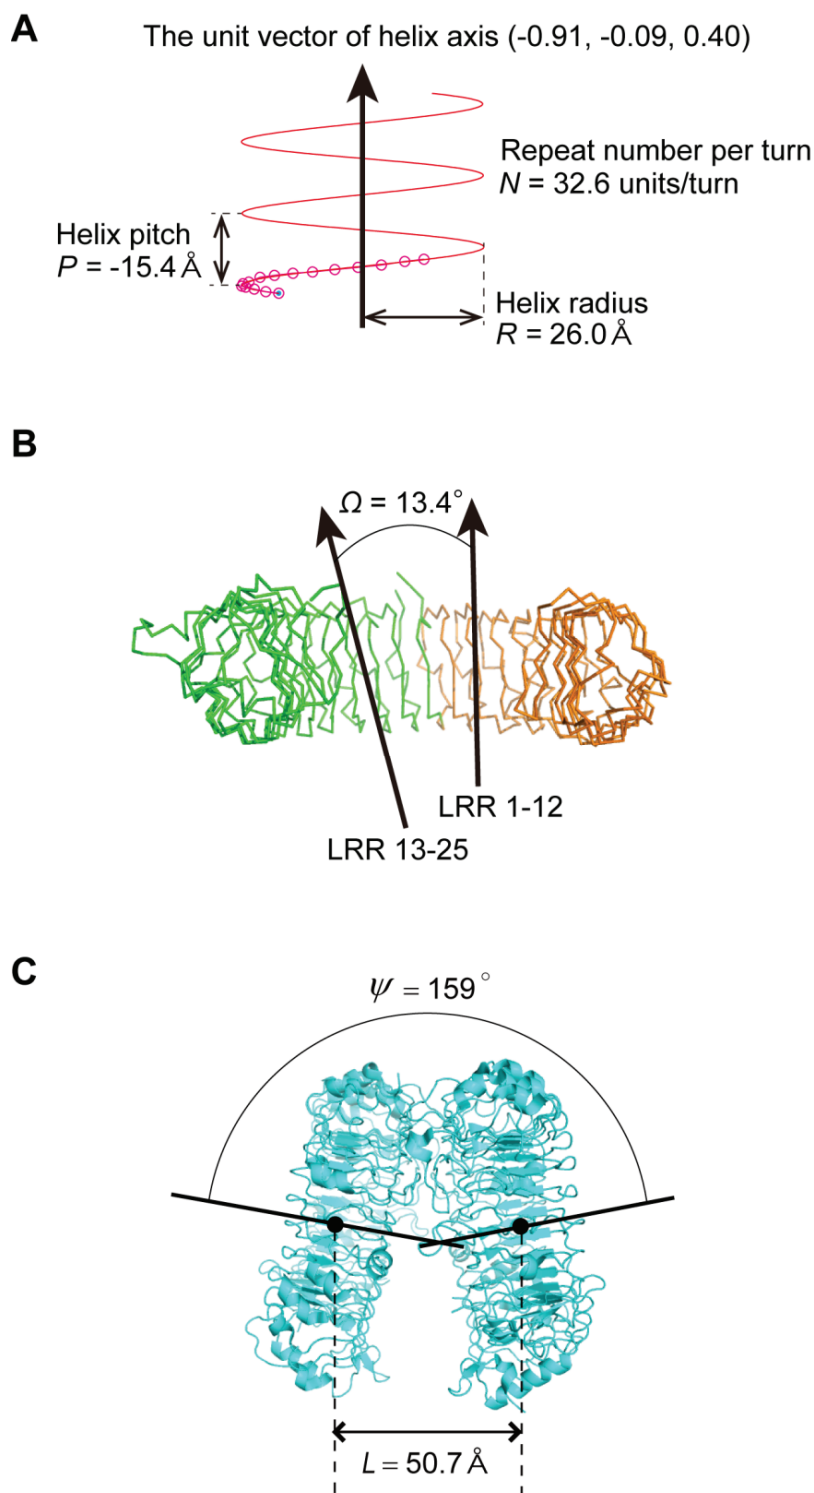 A
The unit vector of helix axis (-0.91, -0.09, 0.40)
Repeat number per turn
N = 32.6 units/turn
Helix pitch
P = -15.4 Å
Helix radius
R = 26.0 Å
B
Ω = 13.4°
LRR 1-12
LRR 13-25
C
ψ = 159°
L = 50.7 Å